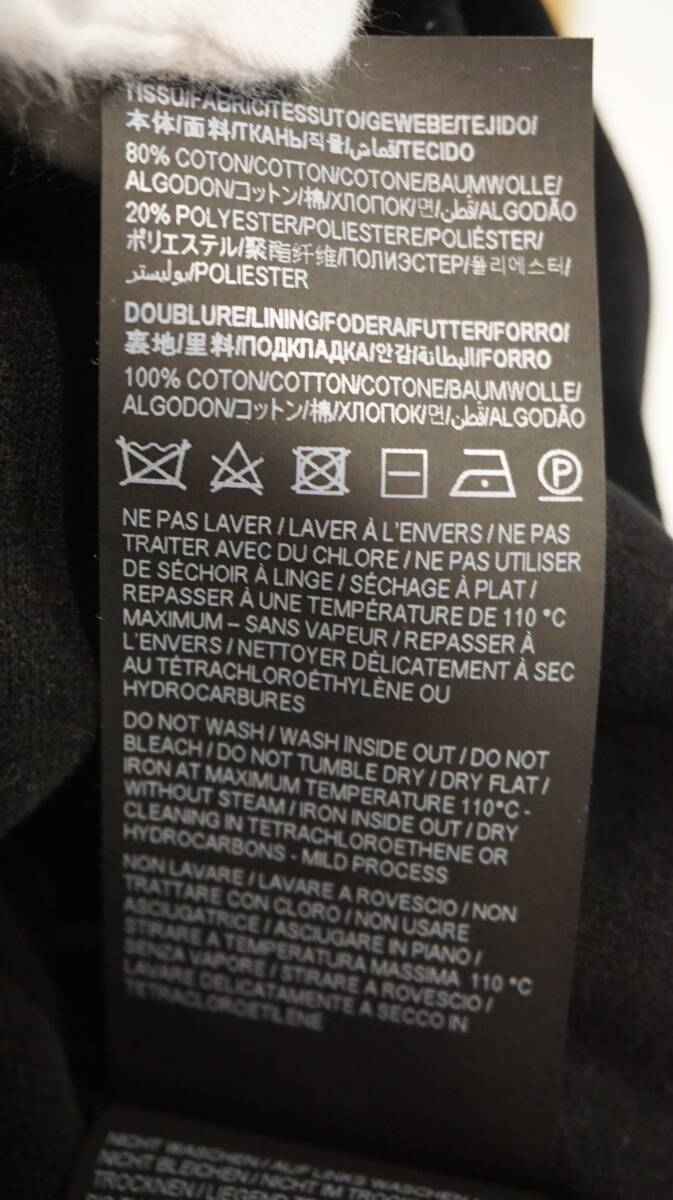 TISSU/FABRIC/TESSUTO/GEWEBE/TEJIDO/
本体/面料/ТКАНЬ/직물/قماش/TECIDO
80% COTON/COTTON/COTONE/BAUMWOLLE/
ALGODON/コットン/棉/ХЛОПОК/면/قطن/ALGODÃO
20% POLYESTER/POLIESTERE/POLIÉSTER/
ポリエステル/聚酯纤维/ПОЛИЭСТЕР/폴리에스터/
بوليستر/POLIESTER
DOUBLURE/LINING/FODERA/FUTTER/FORRO/
裏地/里料/ПОДКЛАДКА/안감/البطانة/FORRO
100% COTON/COTTON/COTONE/BAUMWOLLE/
ALGODON/コットン/棉/ХЛОПОК/면/قطن/ALGODÃO
P
NE PAS LAVER / LAVER À L'ENVERS / NE PAS
TRAITER AVEC DU CHLORE / NE PAS UTILISER
DE SÉCHOIR À LINGE / SÉCHAGE À PLAT /
REPASSER À UNE TEMPÉRATURE DE 110 °C
MAXIMUM – SANS VAPEUR / REPASSER À
L'ENVERS / NETTOYER DÉLICATEMENT À SEC
AU TÉTRACHLOROÉTHYLÈNE OU
HYDROCARBURES
DO NOT WASH / WASH INSIDE OUT / DO NOT
BLEACH / DO NOT TUMBLE DRY / DRY FLAT /
IRON AT MAXIMUM TEMPERATURE 110°C -
WITHOUT STEAM / IRON INSIDE OUT / DRY
CLEANING IN TETRACHLOROETHENE OR
HYDROCARBONS - MILD PROCESS
NON LAVARE / LAVARE A ROVESCIO / NON
TRATTARE CON CLORO / NON USARE
ASCIUGATRICE / ASCIUGARE IN PIANO /
STIRARE A TEMPERATURA MASSIMA 110 °C
SENZA VAPORE / STIRARE A ROVESCIO /
LAVARE DELICATAMENTE A SECCO IN
TETRACLOROETILENE
NICHT WASCHEN / AUF LINKS WASCHEN
NICHT BLEICHEN / NICHT IM TROCKNER
TROCKNEN / LIEGEND